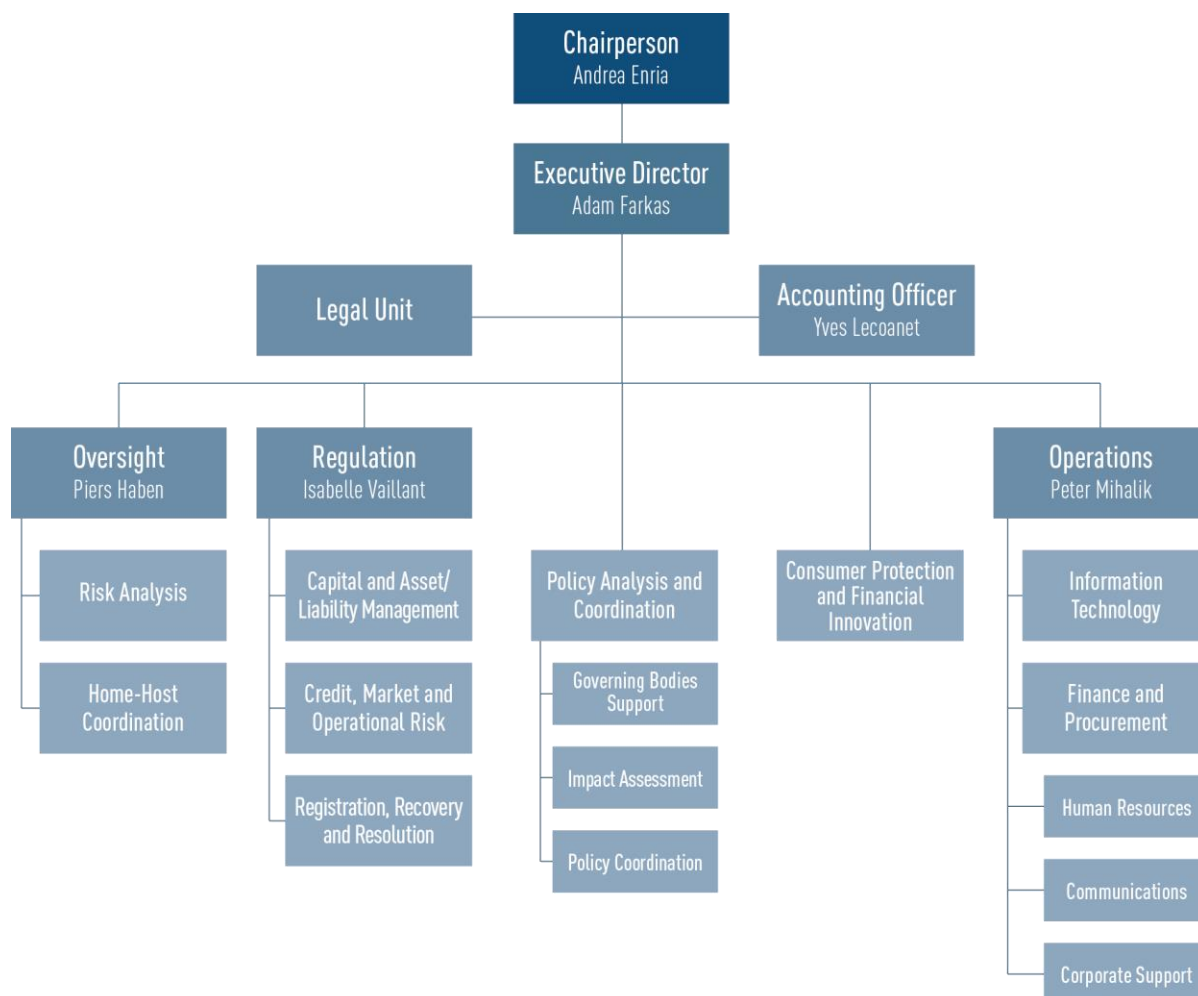 Chairperson
Andrea Enria
Executive Director
Adam Farkas
Legal Unit
Accounting Officer
Yves Lecoanet
Oversight
Piers Haben
Risk Analysis
Home-Host
Coordination
Regulation
Isabelle Vaillant
Capital and Asset/
Liability Management
Credit, Market and
Operational Risk
Registration, Recovery
and Resolution
Policy Analysis and
Coordination
Governing Bodies
Support
Impact Assessment
Policy Coordination
Consumer Protection
and Financial
Innovation
Operations
Peter Mihalik
Information
Technology
Finance and
Procurement
Human Resources
Communications
Corporate Support